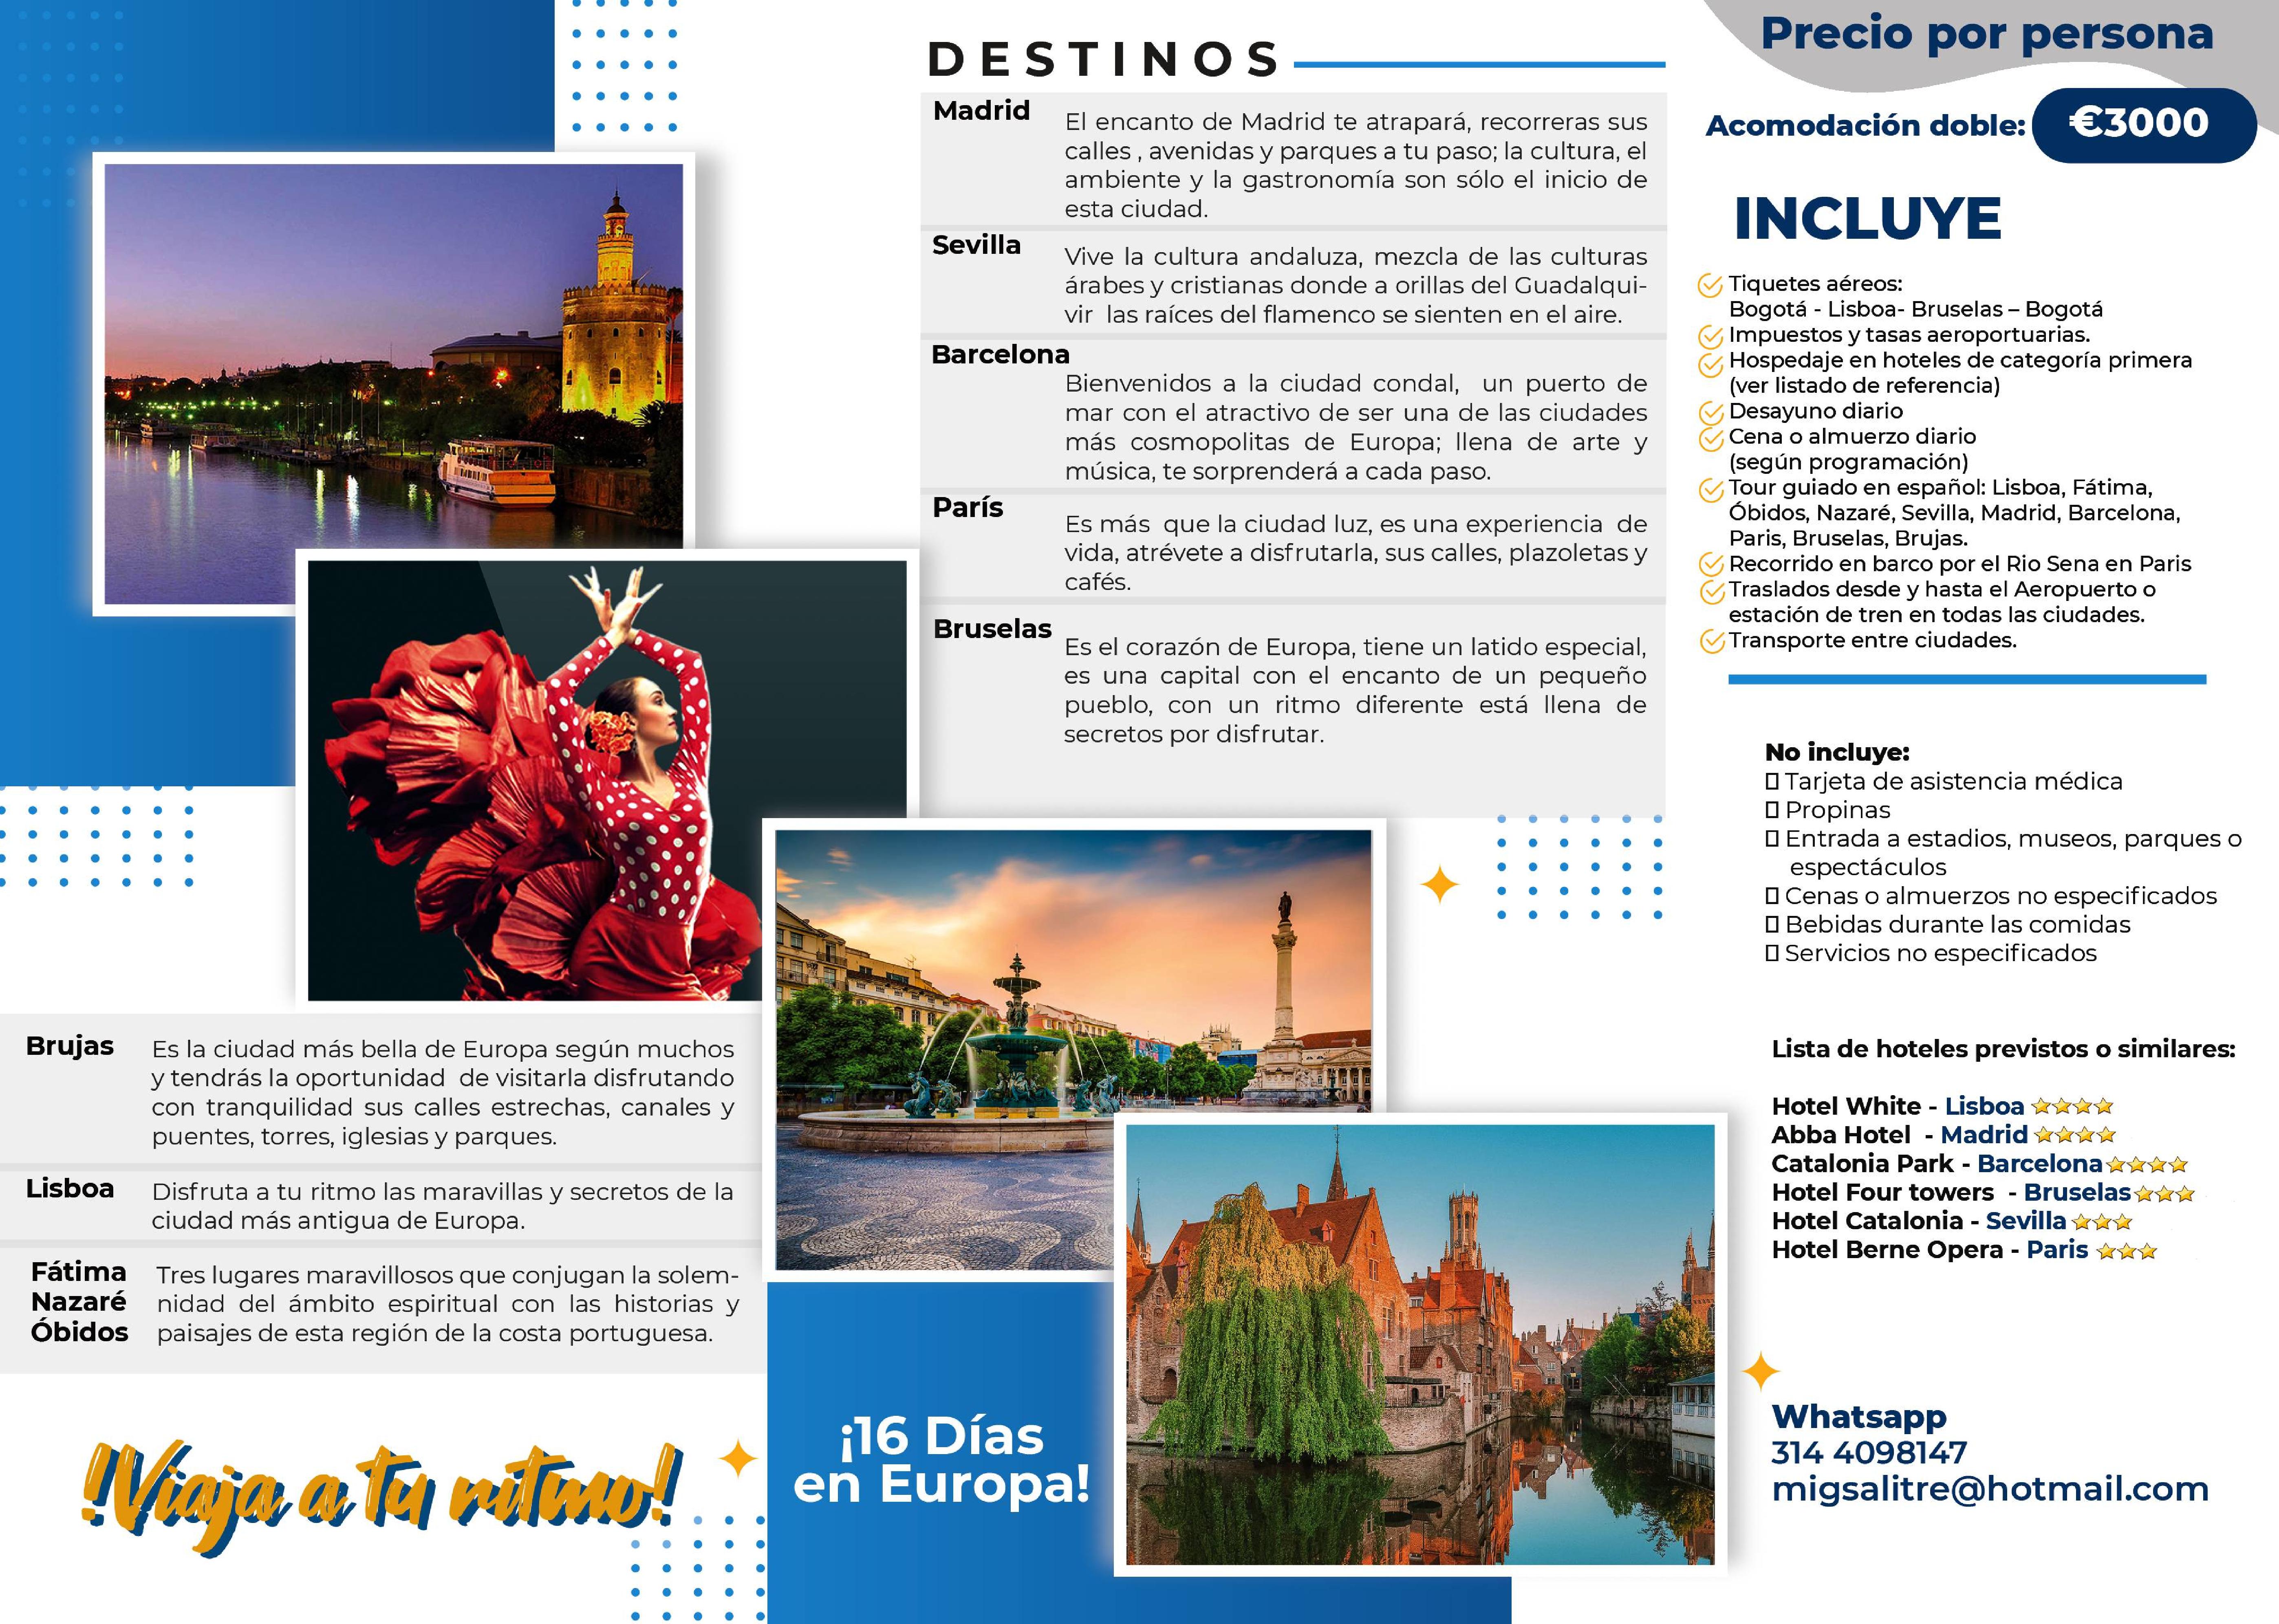 DESTINOS
Madrid
El encanto de Madrid te atrapará, recorreras sus
calles , avenidas y parques a tu paso; la cultura, el
ambiente y la gastronomía son sólo el inicio de
esta ciudad.
Sevilla
Vive la cultura andaluza, mezcla de las culturas
árabes y cristianas donde a orillas del Guadalqui-
vir las raíces del flamenco se sienten en el aire.
Barcelona
Bienvenidos a la ciudad condal, un puerto de
mar con el atractivo de ser una de las ciudades
más cosmopolitas de Europa; llena de arte y
música, te sorprenderá a cada paso.
París
Es más que la ciudad luz, es una experiencia de
vida, atrévete a disfrutarla, sus calles, plazoletas y
cafés.
Bruselas
Es el corazón de Europa, tiene un latido especial,
es una capital con el encanto de un pequeño
pueblo, con un ritmo diferente está llena de
secretos por disfrutar.
Brujas
Es la ciudad más bella de Europa según muchos
y tendrás la oportunidad de visitarla disfrutando
con tranquilidad sus calles estrechas, canales y
puentes, torres, iglesias y parques.
Lisboa
Disfruta a tu ritmo las maravillas y secretos de la
ciudad más antigua de Europa.
Fátima
Nazaré
Óbidos
Tres lugares maravillosos que conjugan la solem-
nidad del ámbito espiritual con las historias y
paisajes de esta región de la costa portuguesa.
!Viaja a tu ritmo!
¡16 Días
en Europa!
Precio por persona
Acomodación doble: €3000
INCLUYE
Tiquetes aéreos:
Bogotá - Lisboa- Bruselas – Bogotá
Impuestos y tasas aeroportuarias.
Hospedaje en hoteles de categoría primera
(ver listado de referencia)
Desayuno diario
Cena o almuerzo diario
(según programación)
Tour guiado en español: Lisboa, Fátima,
Óbidos, Nazaré, Sevilla, Madrid, Barcelona,
Paris, Bruselas, Brujas.
Recorrido en barco por el Rio Sena en Paris
Traslados desde y hasta el Aeropuerto o
estación de tren en todas las ciudades.
Transporte entre ciudades.
No incluye:
Tarjeta de asistencia médica
Propinas
Entrada a estadios, museos, parques o
espectáculos
Cenas o almuerzos no especificados
Bebidas durante las comidas
Servicios no especificados
Lista de hoteles previstos o similares:
Hotel White - Lisboa
Abba Hotel - Madrid
Catalonia Park - Barcelona
Hotel Four towers - Bruselas
Hotel Catalonia - Sevilla
Hotel Berne Opera - Paris
Whatsapp
314 4098147
migsalitre@hotmail.com